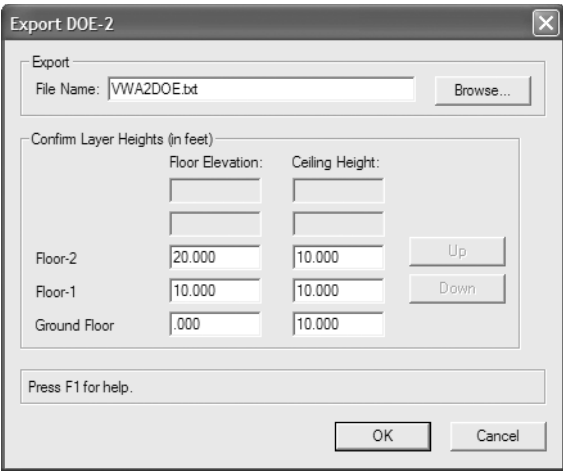 Export DOE-2
Export
File Name: VWA2DOE.txt Browse...
Confirm Layer Heights (in feet)
Floor Elevation: Ceiling Height:
Floor-2 20.000 10.000 Up
Floor-1 10.000 10.000 Down
Ground Floor .000 10.000
Press F1 for help.
OK Cancel